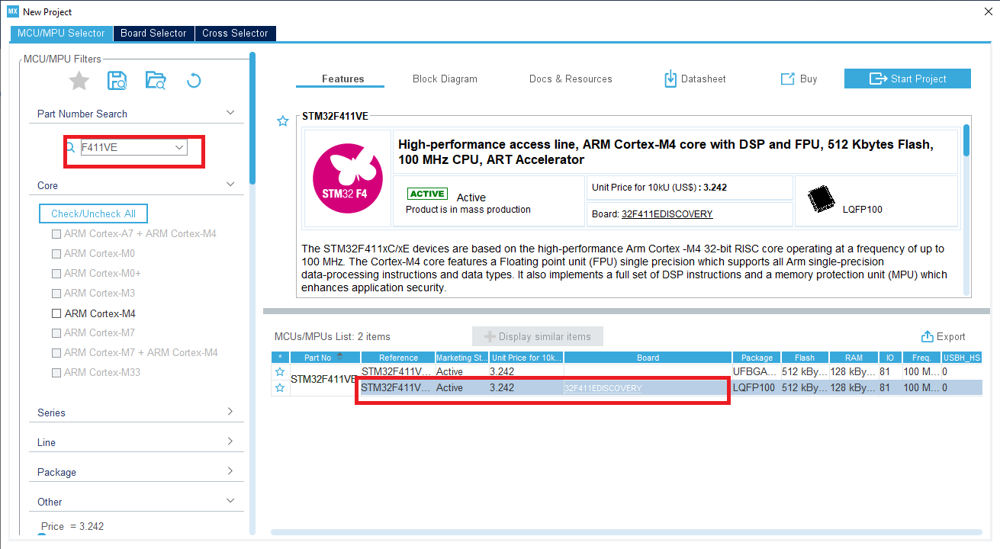 MX New Project
MCU/MPU Selector Board Selector Cross Selector
MCU/MPU Filters
Part Number Search
F411VE
Core
Check/Uncheck All
ARM Cortex-A7 + ARM Cortex-M4
ARM Cortex-M0
ARM Cortex-M0+
ARM Cortex-M3
ARM Cortex-M4
ARM Cortex-M7
ARM Cortex-M7 + ARM Cortex-M4
ARM Cortex-M33
Series
Line
Package
Other
Price = 3.242
Features Block Diagram Docs & Resources Datasheet Buy Start Project
STM32F411VE
STM32 F4
High-performance access line, ARM Cortex-M4 core with DSP and FPU, 512 Kbytes Flash,
100 MHz CPU, ART Accelerator
ACTIVE Active
Product is in mass production
Unit Price for 10kU (US$) : 3.242
Board: 32F411EDISCOVERY
LQFP100
The STM32F411xC/xE devices are based on the high-performance Arm Cortex -M4 32-bit RISC core operating at a frequency of up to
100 MHz. The Cortex-M4 core features a Floating point unit (FPU) single precision which supports all Arm single-precision
data-processing instructions and data types. It also implements a full set of DSP instructions and a memory protection unit (MPU) which
enhances application security.
MCUs/MPUs List: 2 items Display similar items Export
* Part No Reference Marketing St... Unit Price for 10k... Board Package Flash RAM IO Freq. USBH_HS
STM32F411VE
STM32F411V... Active 3.242 UFBGA... 512 kBy... 128 kBy... 81 100 M... 0
STM32F411V... Active 3.242 32F411EDISCOVERY LQFP100 512 kBy... 128 kBy... 81 100 M... 0